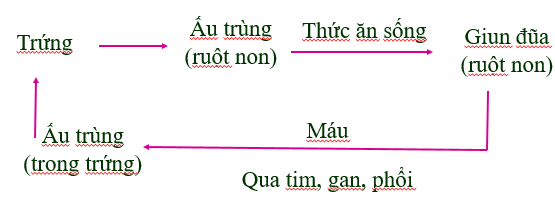 Trứng
Ấu trùng
(ruột non)
Thức ăn sống
Giun đũa
(ruột non)
Ấu trùng
(trong trứng)
Máu
Qua tim, gan, phổi